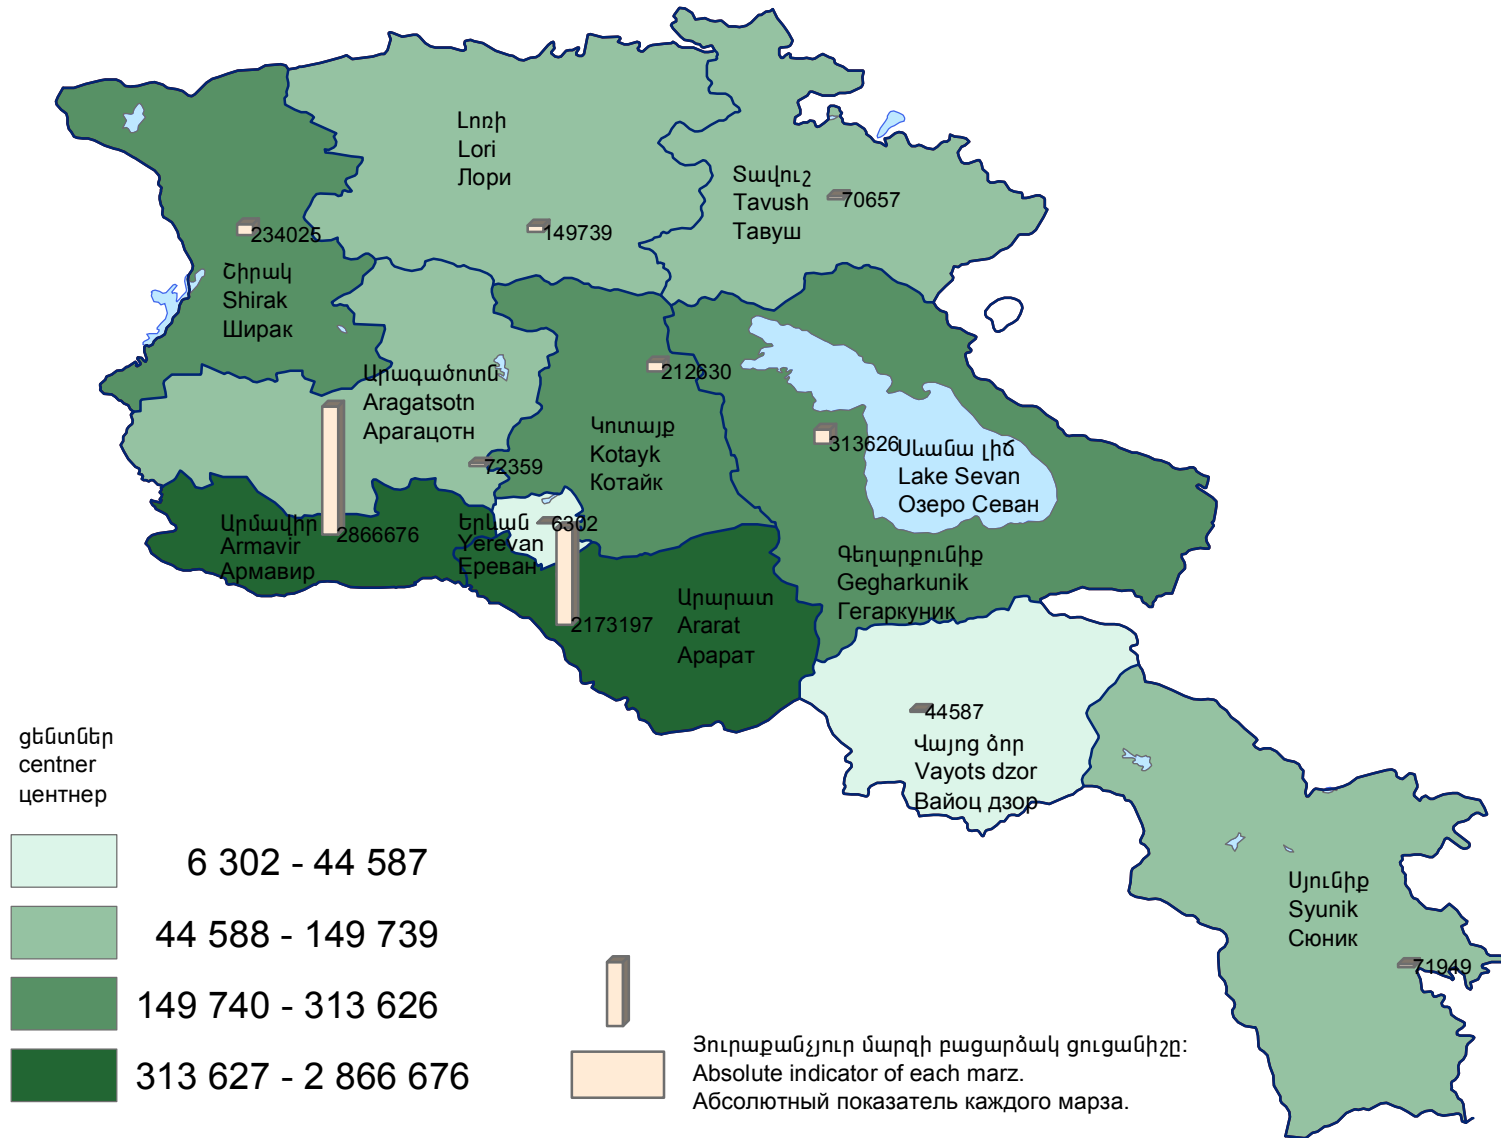 Լոռի
Lori
Лори
149739
Տավուշ
Tavush
Тавуш
70657
234025
Շիրակ
Shirak
Ширак
Արագածոտն
Aragatsotn
Арагацотн
72359
212630
Կոտայք
Kotayk
Котайк
313626
Սևանա լիճ
Lake Sevan
Озеро Севан
Արմավիր
Armavir
Армавир
2866676
Երևան
Yerevan
Ереван
6302
Գեղարքունիք
Gegharkunik
Гегаркуник
2173197
Արարատ
Ararat
Арарат
44587
Վայոց ձոր
Vayots dzor
Вайоц дзор
Սյունիք
Syunik
Сюник
71949
ցենտներ
centner
центнер
6 302 - 44 587
44 588 - 149 739
149 740 - 313 626
313 627 - 2 866 676
Յուրաքանչյուր մարզի բացարձակ ցուցանիշը:
Absolute indicator of each marz.
Абсолютный показатель каждого марза.